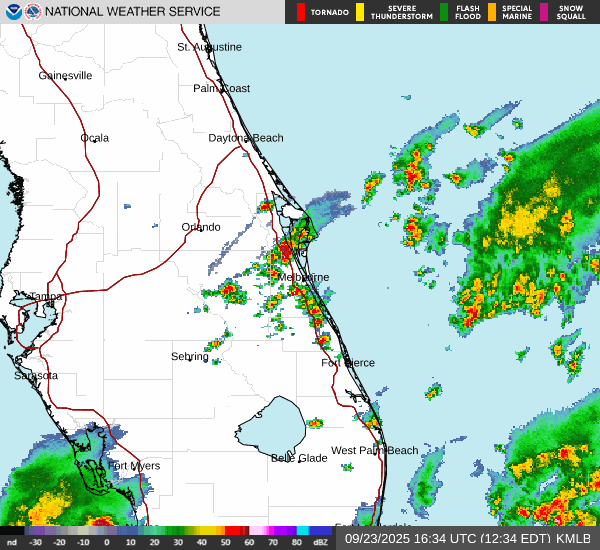 NATIONAL WEATHER SERVICE
TORNADO
SEVERE THUNDERSTORM
FLASH FLOOD
SPECIAL MARINE
SNOW SQUALL
St. Augustine
Gainesville
Palm Coast
Ocala
Daytona Beach
Orlando
Melbourne
Tampa
Sebring
Fort Pierce
Sarasota
West Palm Beach
Belle Glade
Fort Myers
nd -30 -20 -10 0 10 20 30 40 50 60 70 80 dBZ
09/23/2025 16:34 UTC (12:34 EDT) KMLB